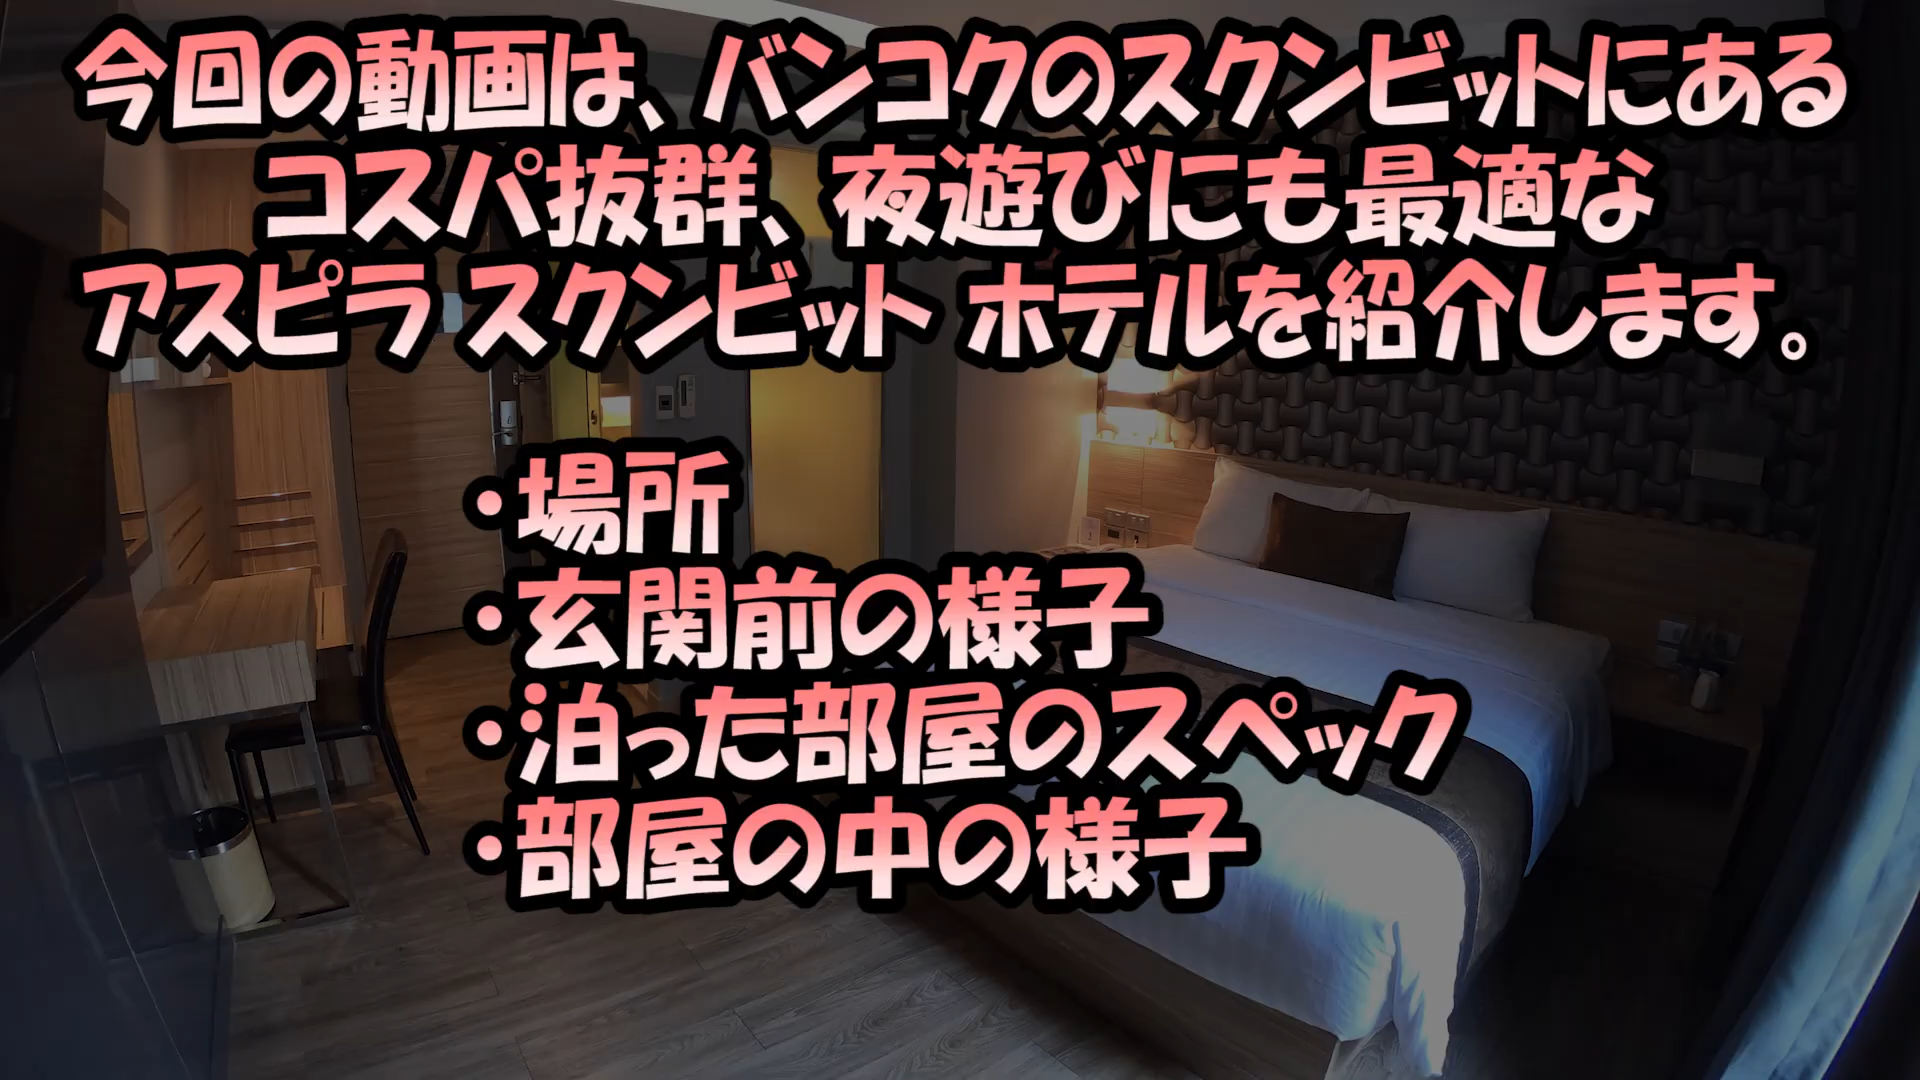 今回の動画は、バンコクのスクンビットにある
コスパ抜群、夜遊びにも最適な
アスピラ スクンビット ホテルを紹介します。
・場所
・玄関前の様子
・泊った部屋のスペック
・部屋の中の様子